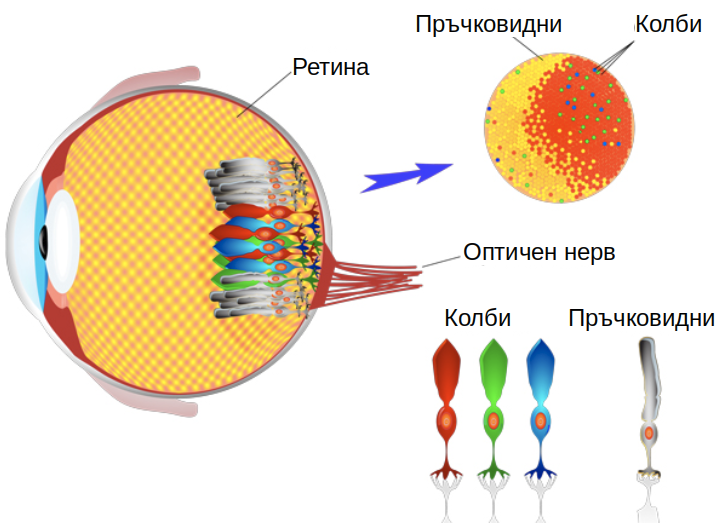 Пръчковидни
Колби
Ретина
Оптичен нерв
Колби
Пръчковидни